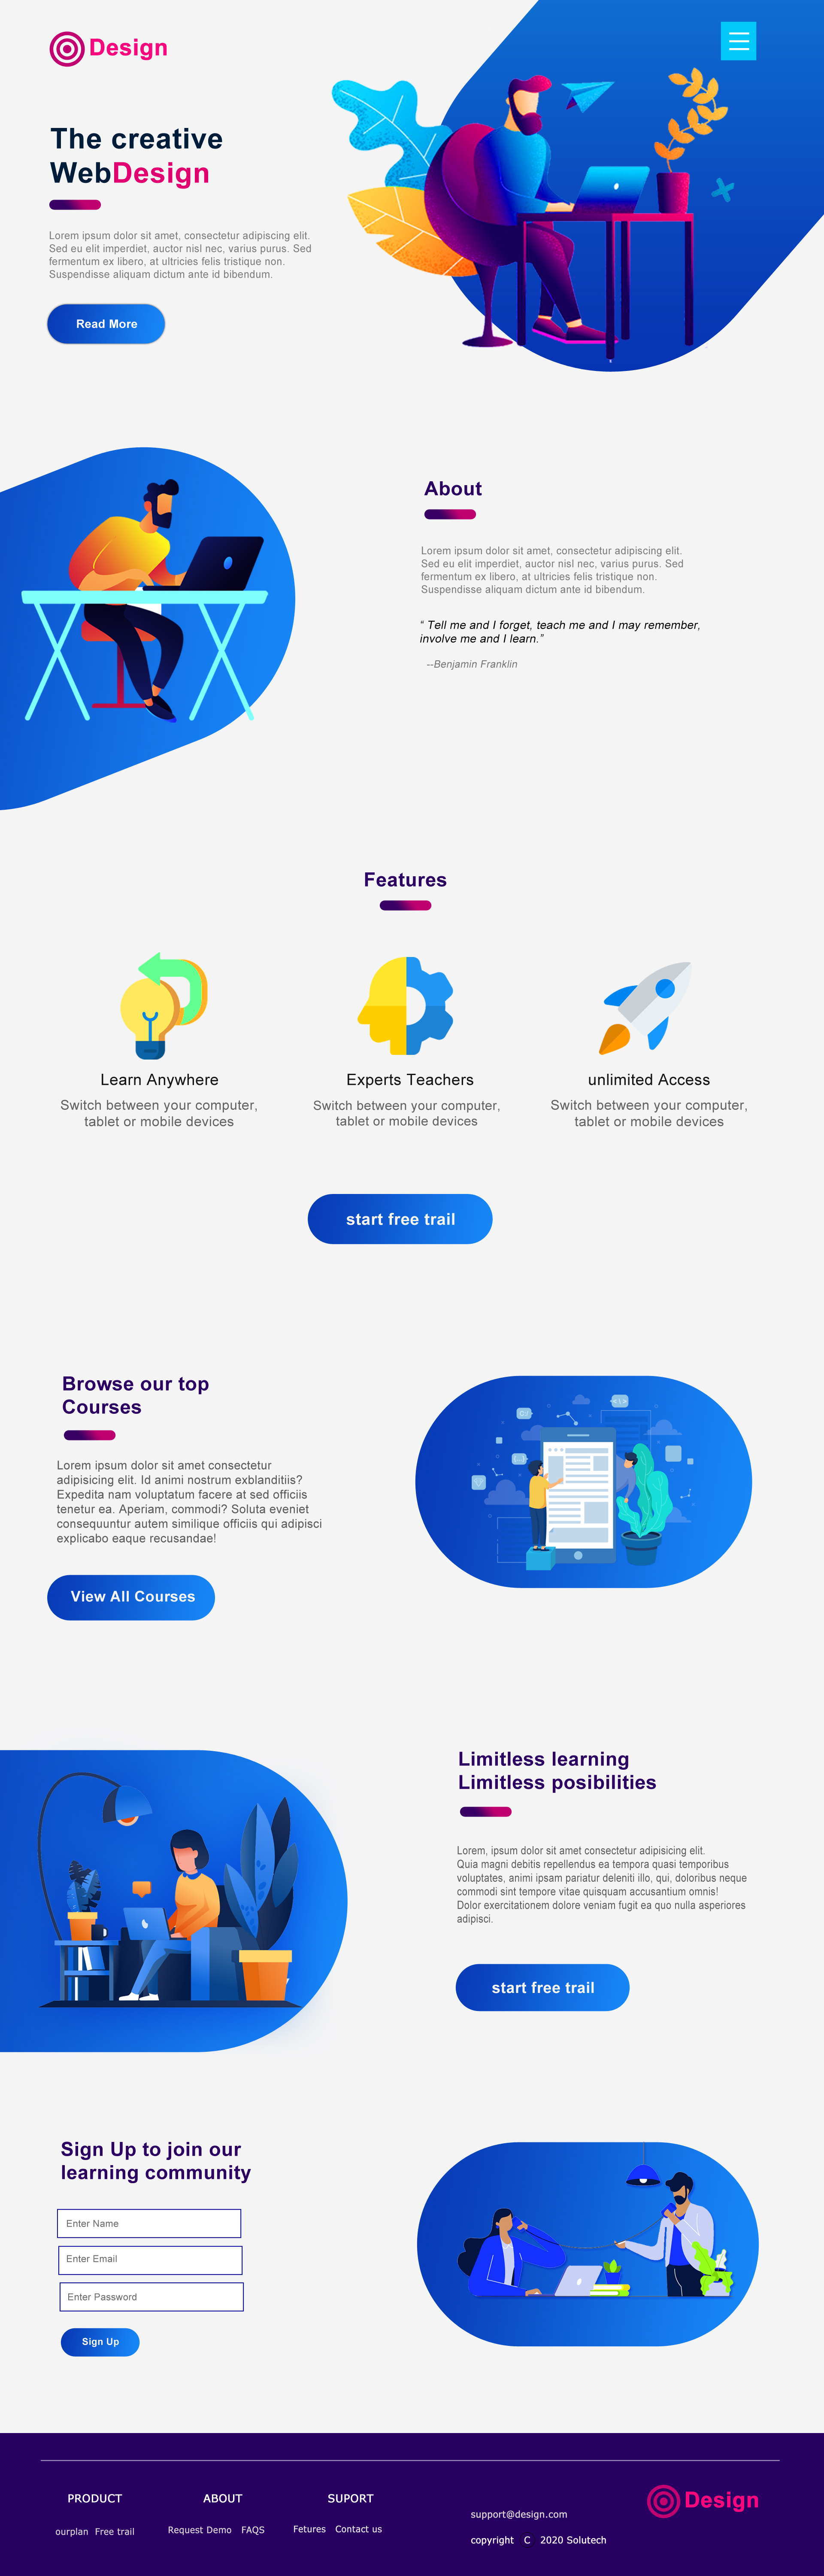 Design
The creative
WebDesign
Lorem ipsum dolor sit amet, consectetur adipiscing elit.
Sed eu elit imperdiet, auctor nisl nec, varius purus. Sed
fermentum ex libero, at ultricies felis tristique non.
Suspendisse aliquam dictum ante id bibendum.
Read More
About
Lorem ipsum dolor sit amet, consectetur adipiscing elit.
Sed eu elit imperdiet, auctor nisl nec, varius purus. Sed
fermentum ex libero, at ultricies felis tristique non.
Suspendisse aliquam dictum ante id bibendum.
“ Tell me and I forget, teach me and I may remember,
involve me and I learn.”
--Benjamin Franklin
Features
Learn Anywhere
Switch between your computer,
tablet or mobile devices
Experts Teachers
Switch between your computer,
tablet or mobile devices
unlimited Access
Switch between your computer,
tablet or mobile devices
start free trail
Browse our top
Courses
Lorem ipsum dolor sit amet consectetur
adipisicing elit. Id animi nostrum exblanditiis?
Expedita nam voluptatum facere at sed officiis
tenetur ea. Aperiam, commodi? Soluta eveniet
consequuntur autem similique officiis qui adipisci
explicabo eaque recusandae!
View All Courses
Limitless learning
Limitless posibilities
Lorem, ipsum dolor sit amet consectetur adipisicing elit.
Quia magni debitis repellendus ea tempora quasi temporibus
voluptates, animi ipsam pariatur deleniti illo, qui, doloribus neque
commodi sint tempore vitae quisquam accusantium omnis!
Dolor exercitationem dolore veniam fugit ea quo nulla asperiores
adipisci.
start free trail
Sign Up to join our
learning community
Enter Name
Enter Email
Enter Password
Sign Up
PRODUCT
ourplan Free trail
ABOUT
Request Demo FAQS
SUPORT
Fetures Contact us
support@design.com
copyright C 2020 Solutech
Design